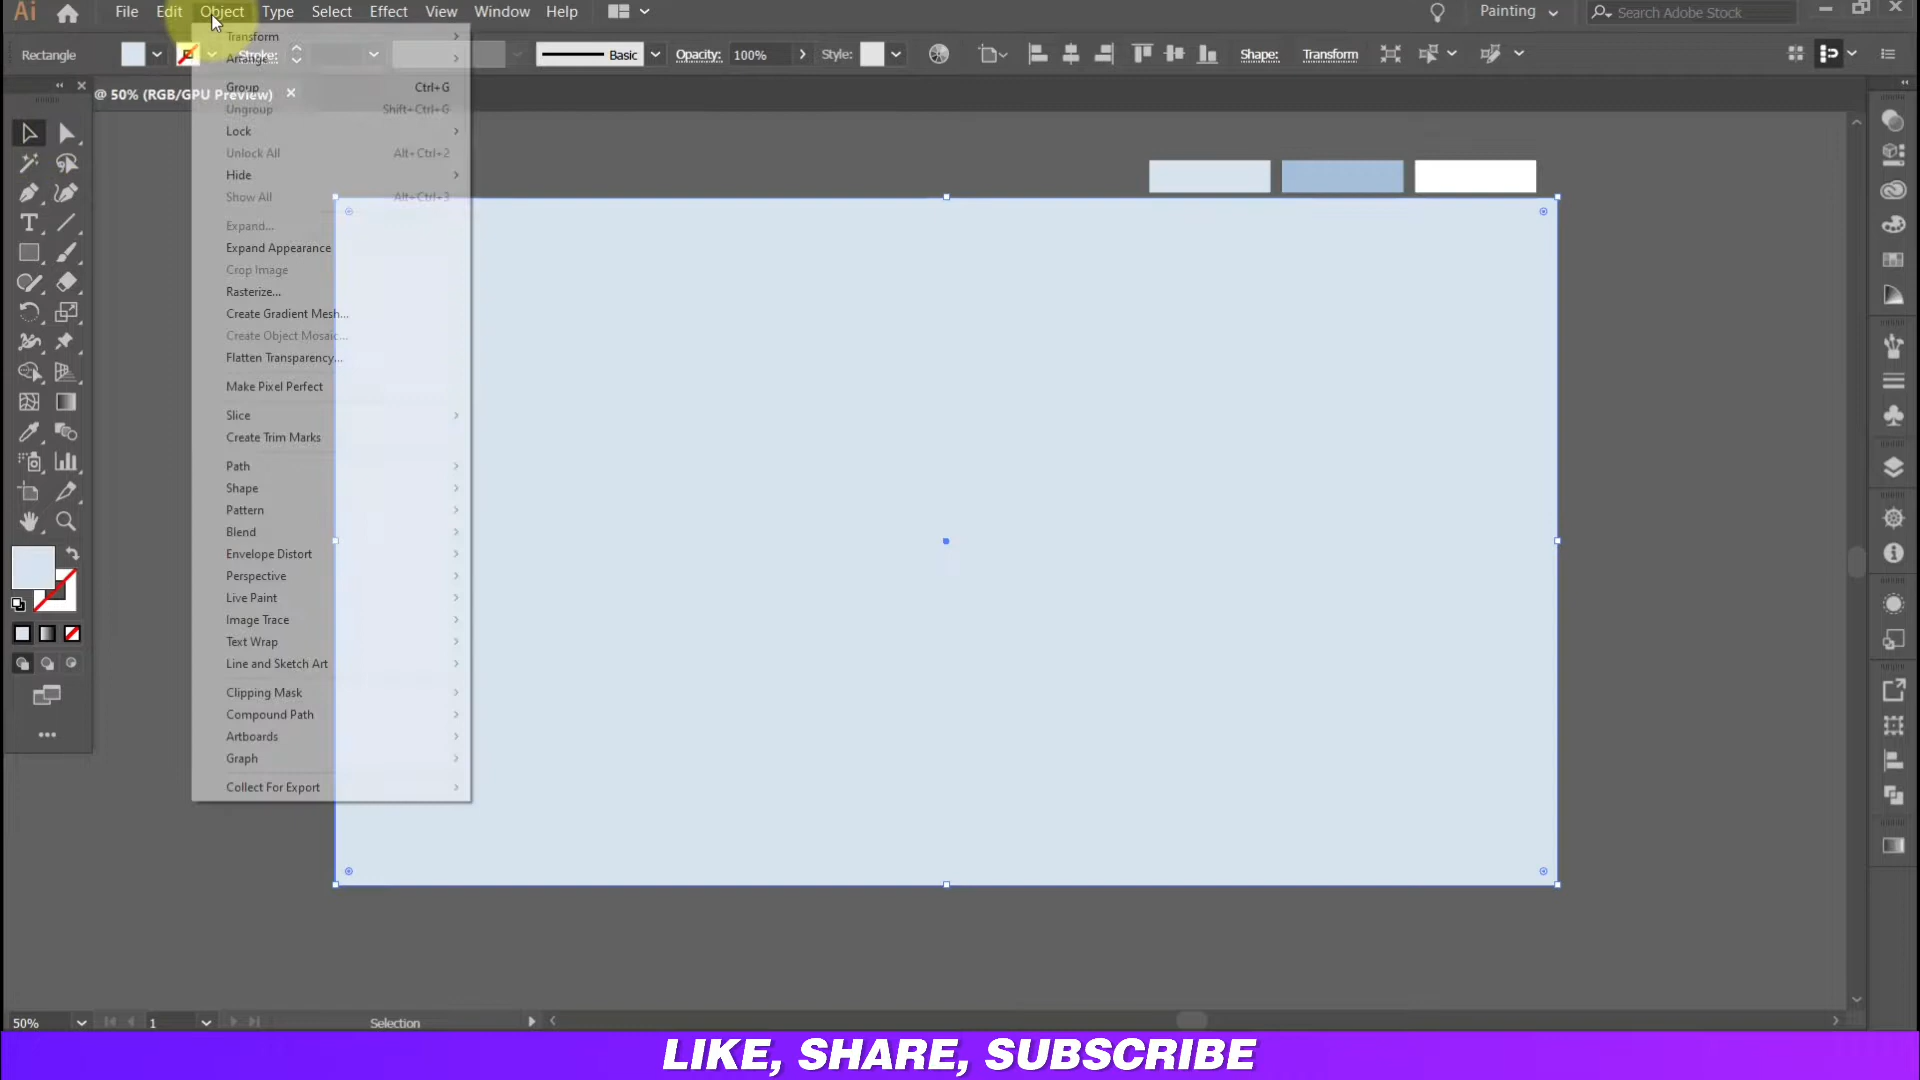 Ai File Edit Object Type Select Effect View Window Help Painting Search Adobe Stock
Rectangle Stroke: Basic Opacity: 100% Style: Shape: Transform
@ 50% (RGB/GPU Preview)
Transform
Arrange
Group Ctrl+G
Ungroup Shift+Ctrl+G
Lock
Unlock All Alt+Ctrl+2
Hide
Show All Alt+Ctrl+3
Expand...
Expand Appearance
Crop Image
Rasterize...
Create Gradient Mesh...
Create Object Mosaic...
Flatten Transparency...
Make Pixel Perfect
Slice
Create Trim Marks
Path
Shape
Pattern
Blend
Envelope Distort
Perspective
Live Paint
Image Trace
Text Wrap
Line and Sketch Art
Clipping Mask
Compound Path
Artboards
Graph
Collect For Export
50% 1 Selection
LIKE, SHARE, SUBSCRIBE